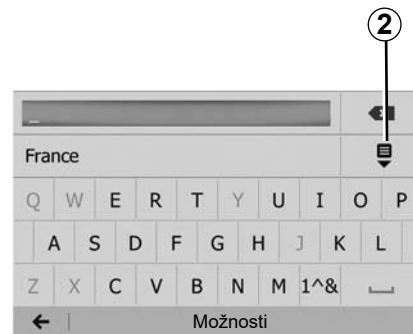 2
_
France
Q W E R T Y U I O P
A S D F G H J K L
Z X C V B N M 1^&
Možnosti